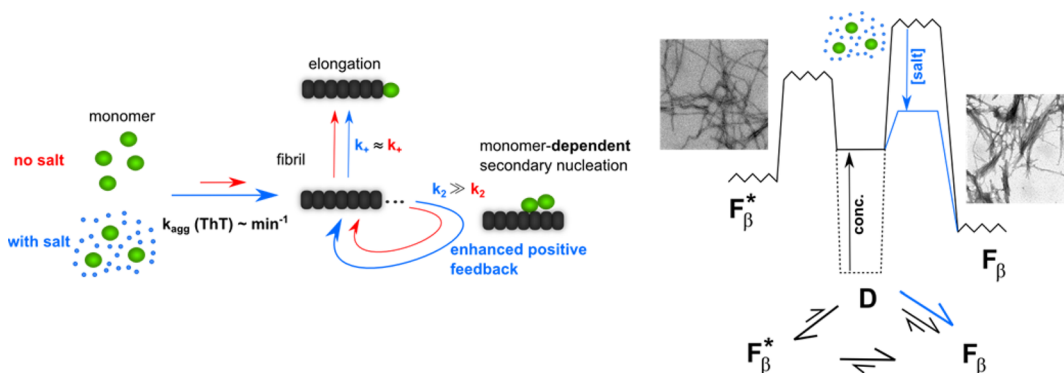 elongation
monomer
no salt
k₊ ≈ k₊
fibril
monomer-dependent
secondary nucleation
k₂ ≫ k₂
...
with salt
kagg (ThT) ~ min⁻¹
enhanced positive
feedback
[salt]
F*β
conc.
Fβ
D
F*β
Fβ